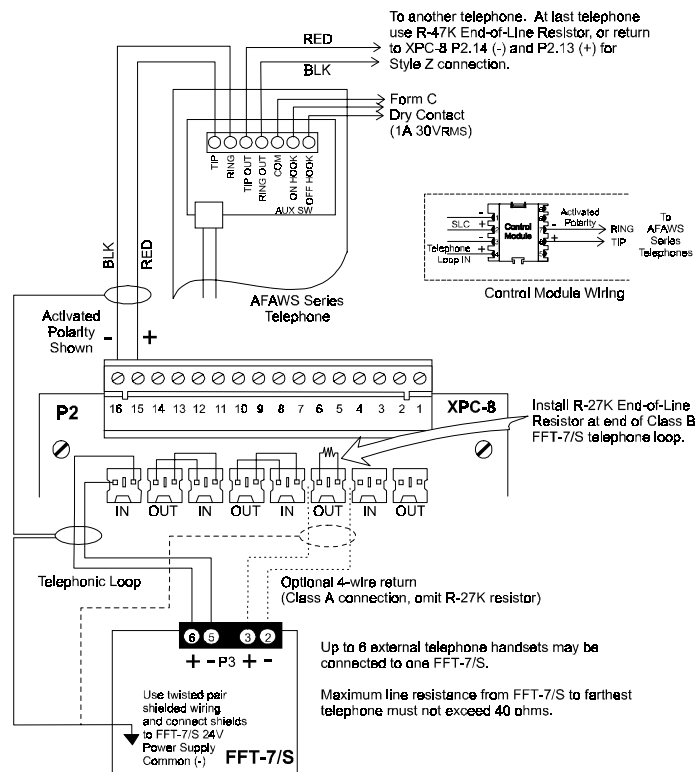 To another telephone. At last telephone
use R-47K End-of-Line Resistor, or return
to XPC-8 P2.14 (-) and P2.13 (+) for
Style Z connection.
RED
BLK
Form C
Dry Contact
(1A 30VRMS)
TIP
RING
TIP OUT
RING OUT
COM
ON HOOK
OFF HOOK
AUX SW
BLK
RED
AFAWS Series
Telephone
- SLC +
- Telephone +
Loop IN
1
2
3
4
Control
Module
8
7
6
5
Activated
Polarity
-
+
RING
TIP
To
AFAWS
Series
Telephones
Control Module Wiring
Activated
Polarity
Shown
- +
P2
16 15 14 13 12 11 10 9 8 7 6 5 4 3 2 1
XPC-8
Install R-27K End-of-Line
Resistor at end of Class B
FFT-7/S telephone loop.
IN OUT IN OUT IN OUT IN OUT
Telephonic Loop
Optional 4-wire return
(Class A connection, omit R-27K resistor)
6 5 3 2
+ - P3 + -
Up to 6 external telephone handsets may be
connected to one FFT-7/S.
Maximum line resistance from FFT-7/S to farthest
telephone must not exceed 40 ohms.
Use twisted pair
shielded wiring
and connect shields
to FFT-7/S 24V
Power Supply
Common (-)
FFT-7/S